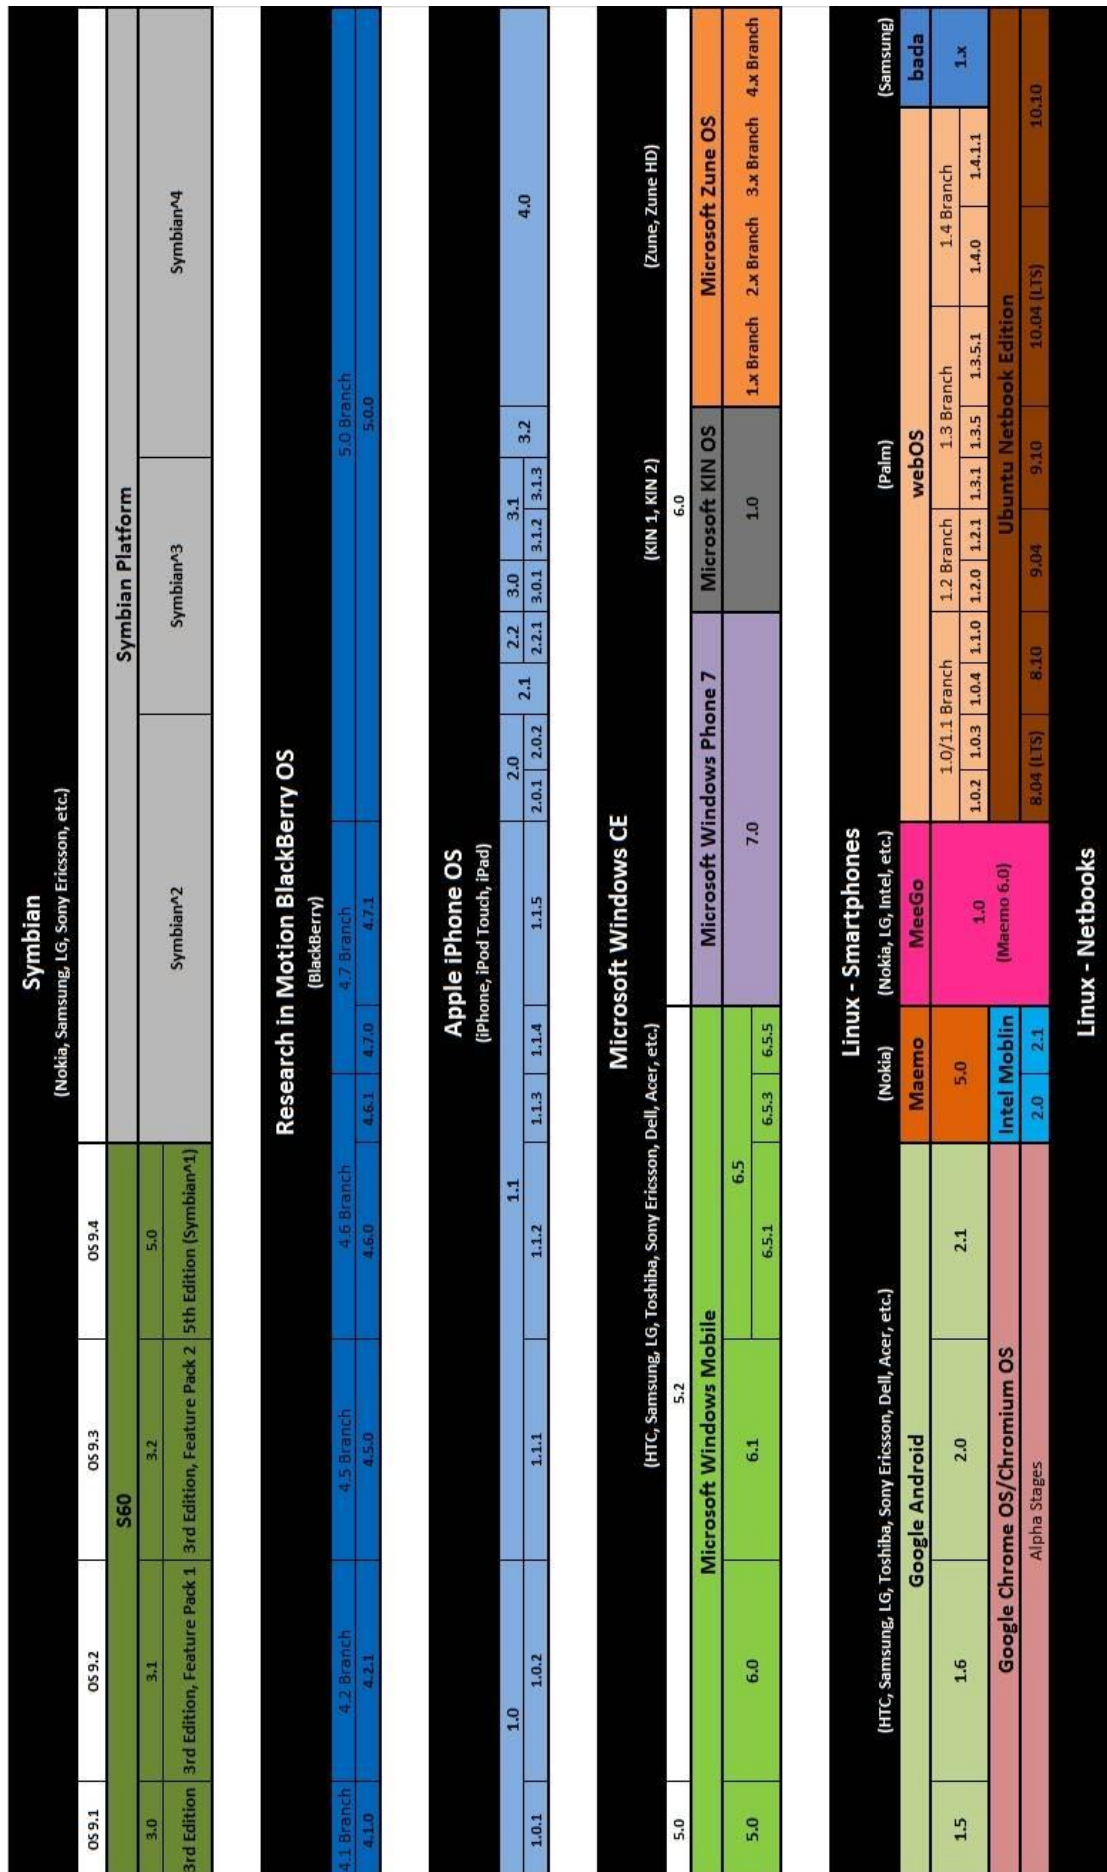 Symbian
(Nokia, Samsung, LG, Sony Ericsson, etc.)
OS 9.1 OS 9.2 OS 9.3 OS 9.4
S60 Symbian Platform
3.0 3.1 3.2 5.0 Symbian^2 Symbian^3 Symbian^4
3rd Edition 3rd Edition, Feature Pack 1 3rd Edition, Feature Pack 2 5th Edition (Symbian^1)
Research in Motion BlackBerry OS
(BlackBerry)
4.1 Branch 4.2 Branch 4.5 Branch 4.6 Branch 4.7 Branch 5.0 Branch
4.1.0 4.2.1 4.5.0 4.6.0 4.6.1 4.7.0 4.7.1 5.0.0
Apple iPhone OS
(iPhone, iPod Touch, iPad)
1.0 1.1 2.0 2.1 2.2 3.0 3.1 3.2 4.0
1.0.1 1.0.2 1.1.1 1.1.2 1.1.3 1.1.4 1.1.5 2.0.1 2.0.2 2.2.1 3.0.1 3.1.2 3.1.3
Microsoft Windows CE
(HTC, Samsung, LG, Toshiba, Sony Ericsson, Dell, Acer, etc.) (KIN 1, KIN 2) (Zune, Zune HD)
5.0 5.2 6.0
Microsoft Windows Mobile Microsoft Windows Phone 7 Microsoft KIN OS Microsoft Zune OS
5.0 6.0 6.1 6.5 7.0 1.0 1.x Branch 2.x Branch 3.x Branch 4.x Branch
6.5.1 6.5.3 6.5.5
Linux - Smartphones
(HTC, Samsung, LG, Toshiba, Sony Ericsson, Dell, Acer, etc.) (Nokia) (Nokia, LG, Intel, etc.) (Palm) (Samsung)
Google Android Maemo MeeGo webOS bada
1.5 1.6 2.0 2.1 5.0 1.0 1.0/1.1 Branch 1.2 Branch 1.3 Branch 1.4 Branch 1.x
(Maemo 6.0) 1.0.2 1.0.3 1.0.4 1.1.0 1.2.0 1.2.1 1.3.1 1.3.5 1.3.5.1 1.4.0 1.4.1.1
Google Chrome OS/Chromium OS Intel Moblin Ubuntu Netbook Edition
Alpha Stages 2.0 2.1 8.04 (LTS) 8.10 9.04 9.10 10.04 (LTS) 10.10
Linux - Netbooks